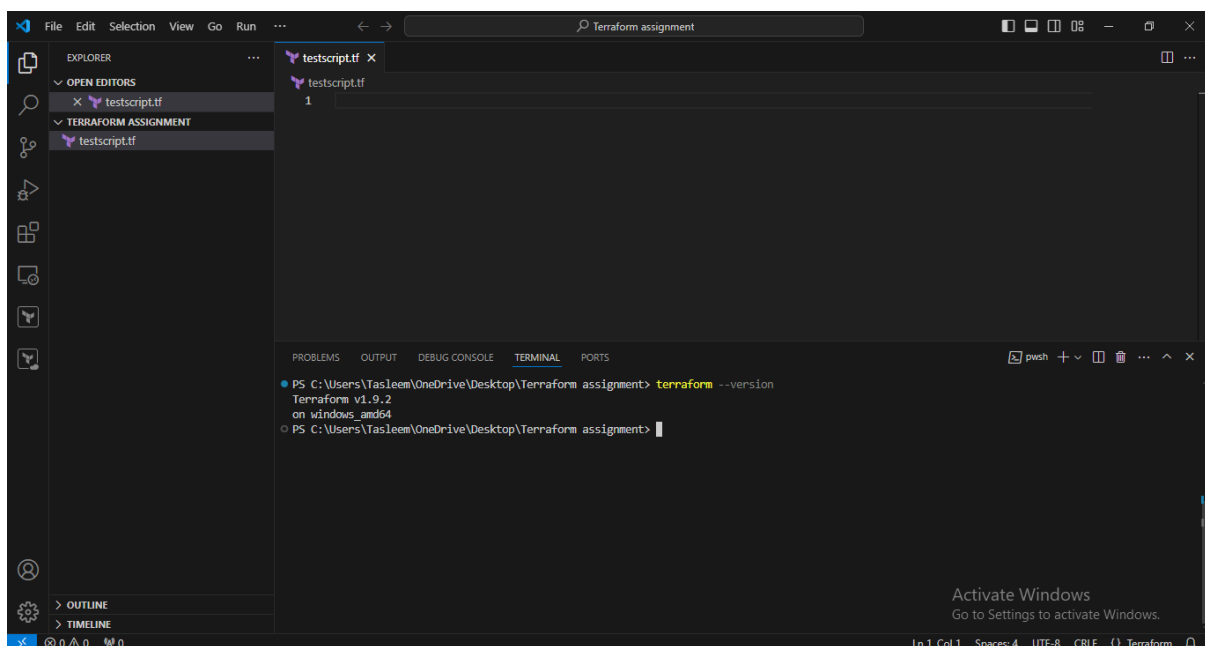 File Edit Selection View Go Run ...
Terraform assignment
EXPLORER
OPEN EDITORS
testscript.tf
TERRAFORM ASSIGNMENT
testscript.tf
OUTLINE
TIMELINE
testscript.tf
testscript.tf
1
PROBLEMS OUTPUT DEBUG CONSOLE TERMINAL PORTS
pwsh
PS C:\Users\Tasleem\OneDrive\Desktop\Terraform assignment> terraform --version
Terraform v1.9.2
on windows_amd64
PS C:\Users\Tasleem\OneDrive\Desktop\Terraform assignment>
Activate Windows
Go to Settings to activate Windows.
0 0 0 Ln 1, Col 1 Spaces: 4 UTF-8 CRLF {} Terraform